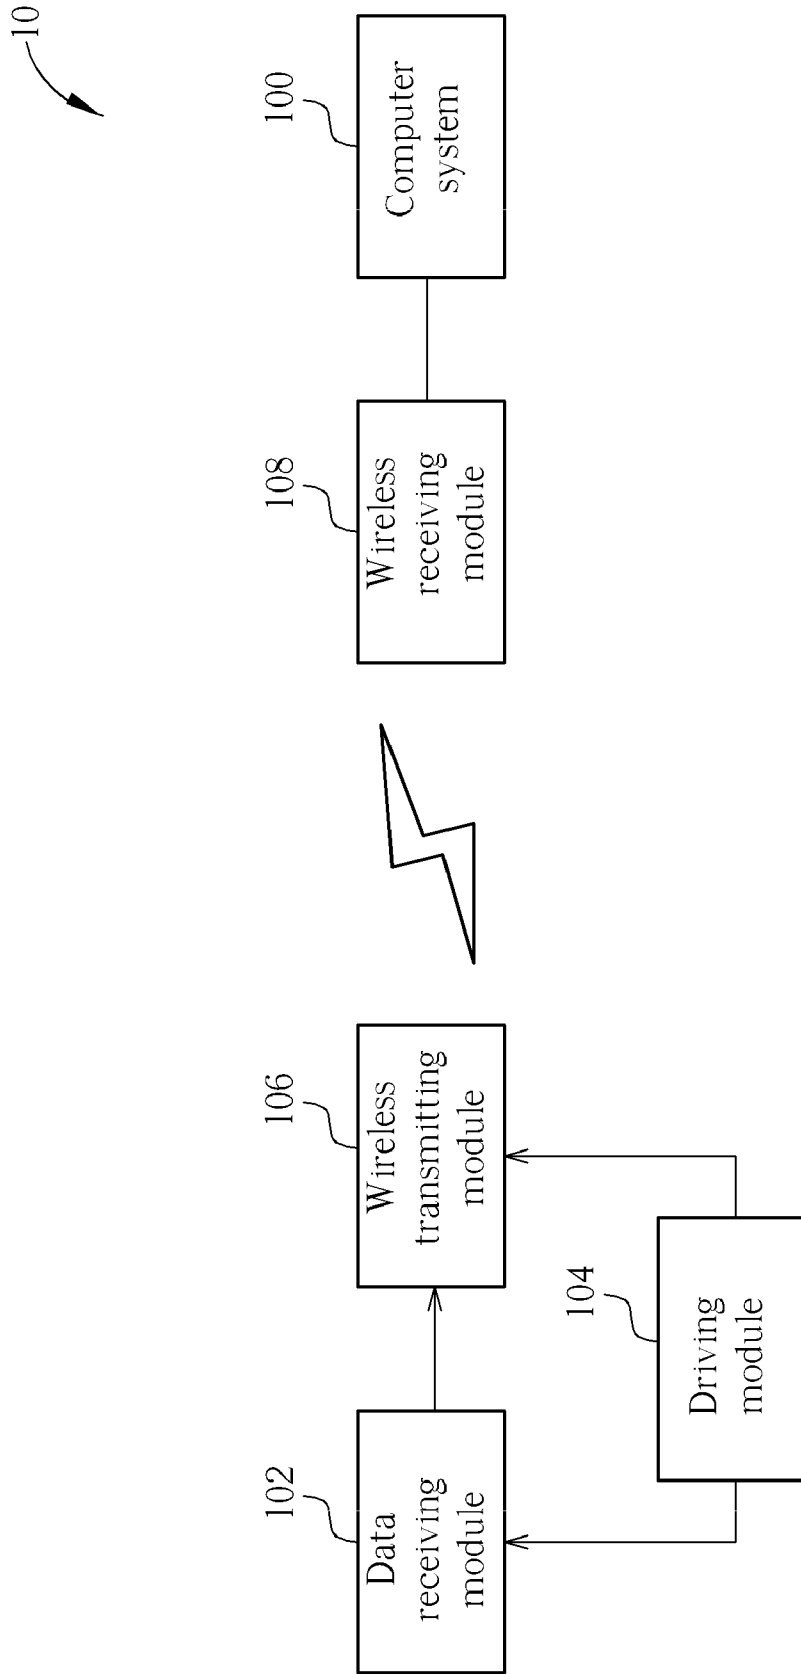 10
100
Computer
system
108
Wireless
receiving
module
106
Wireless
transmitting
module
102
Data
receiving
module
104
Driving
module